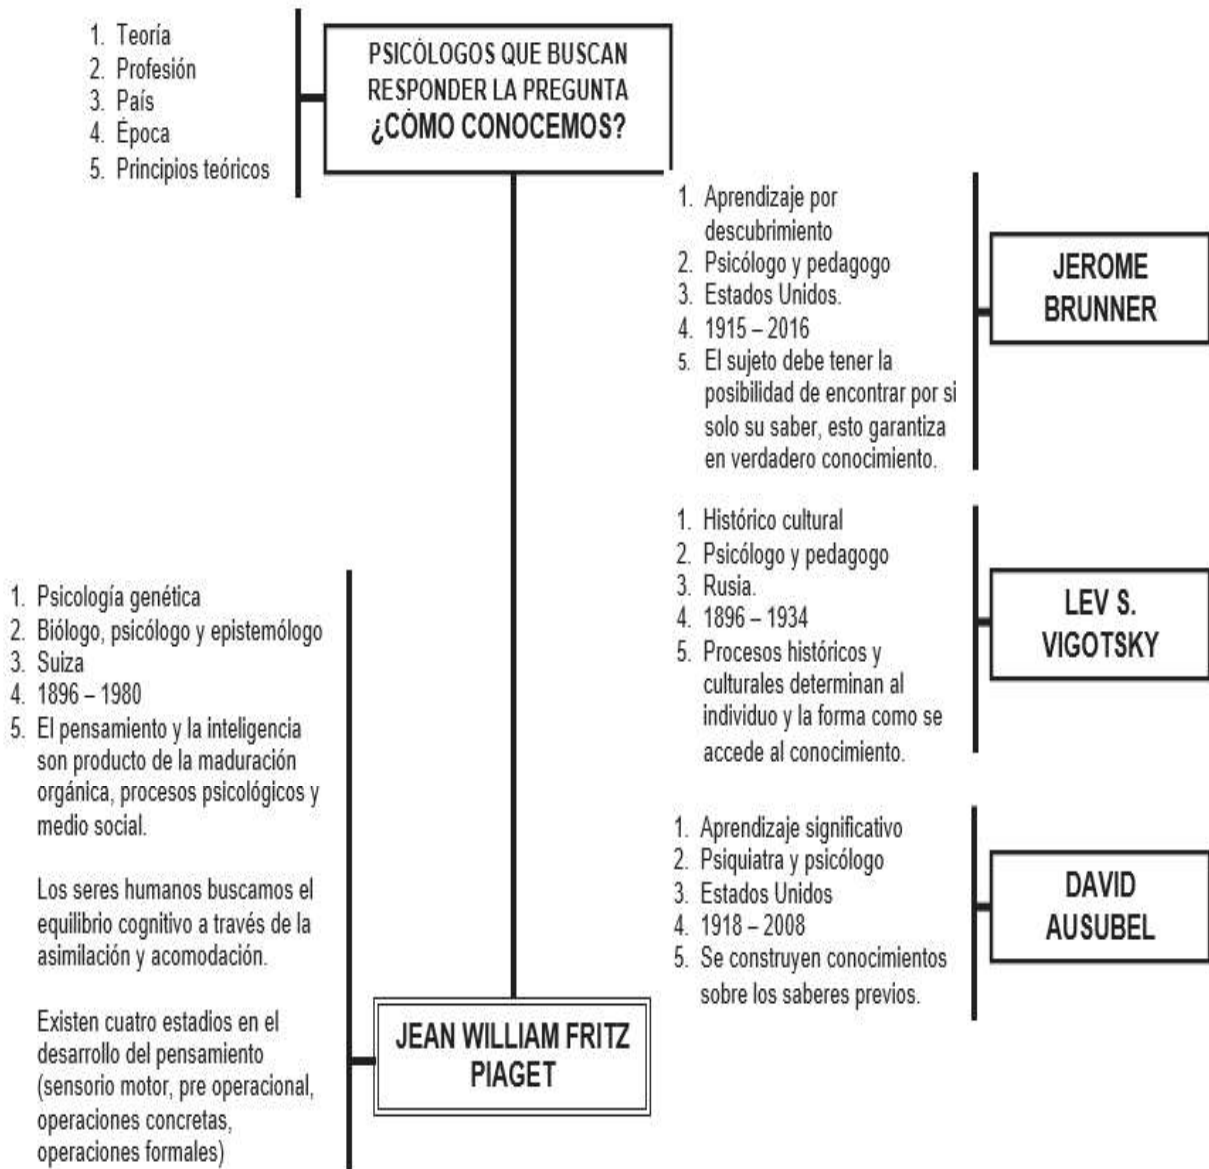 1. Teoría
2. Profesión
3. País
4. Época
5. Principios teóricos
PSICÓLOGOS QUE BUSCAN
RESPONDER LA PREGUNTA
¿CÓMO CONOCEMOS?
1. Aprendizaje por
descubrimiento
2. Psicólogo y pedagogo
3. Estados Unidos.
4. 1915 – 2016
5. El sujeto debe tener la
posibilidad de encontrar por si
solo su saber, esto garantiza
en verdadero conocimiento.
JEROME
BRUNNER
1. Histórico cultural
2. Psicólogo y pedagogo
3. Rusia.
4. 1896 – 1934
5. Procesos históricos y
culturales determinan al
individuo y la forma como se
accede al conocimiento.
LEV S.
VIGOTSKY
1. Aprendizaje significativo
2. Psiquiatra y psicólogo
3. Estados Unidos
4. 1918 – 2008
5. Se construyen conocimientos
sobre los saberes previos.
DAVID
AUSUBEL
1. Psicología genética
2. Biólogo, psicólogo y epistemólogo
3. Suiza
4. 1896 – 1980
5. El pensamiento y la inteligencia
son producto de la maduración
orgánica, procesos psicológicos y
medio social.
Los seres humanos buscamos el
equilibrio cognitivo a través de la
asimilación y acomodación.
Existen cuatro estadios en el
desarrollo del pensamiento
(sensorio motor, pre operacional,
operaciones concretas,
operaciones formales)
JEAN WILLIAM FRITZ
PIAGET